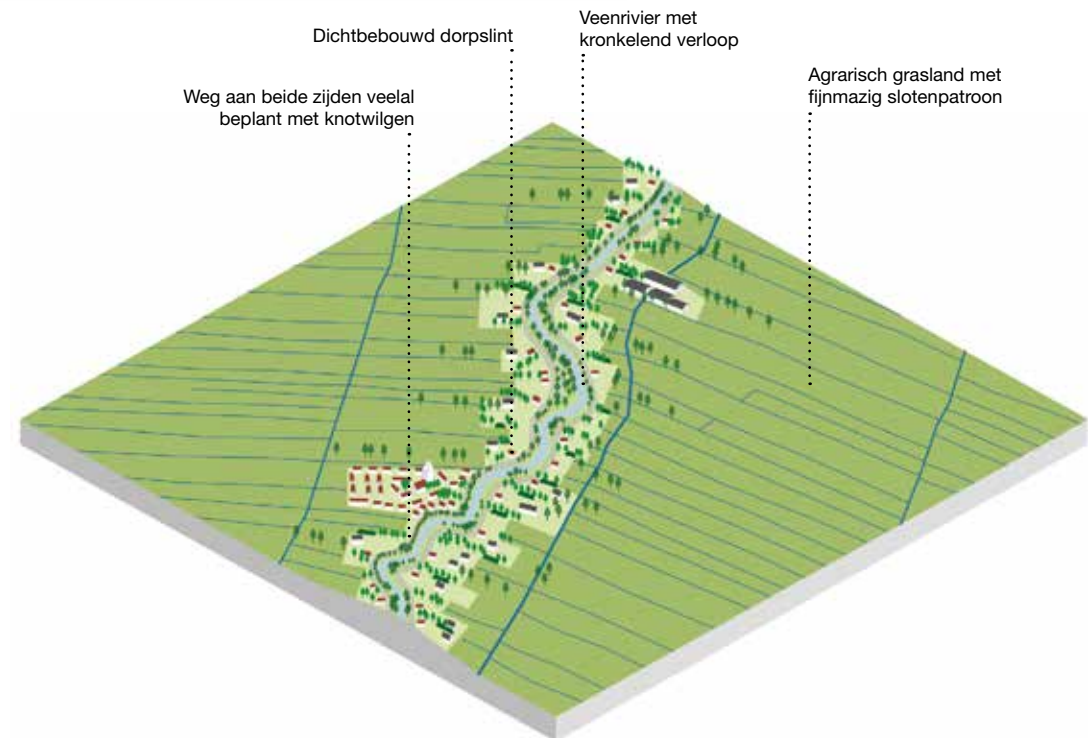 Veenrivier met
kronkelend verloop
Dichtbebouwd dorpslint
Agrarisch grasland met
fijnmazig slotenpatroon
Weg aan beide zijden veelal
beplant met knotwilgen